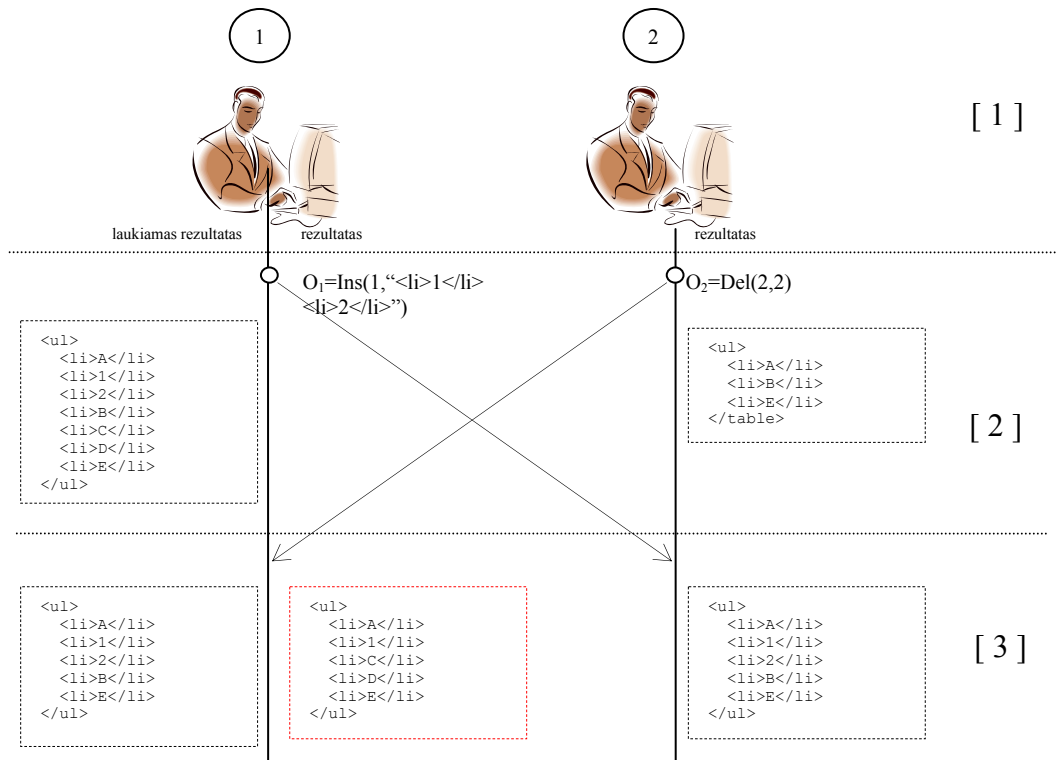 1
2
[ 1 ]
laukiamas rezultatas
rezultatas
rezultatas
O₁=Ins(1,“<li>1</li>
<li>2</li>”)
O₂=Del(2,2)
<ul>
<li>A</li>
<li>1</li>
<li>2</li>
<li>B</li>
<li>C</li>
<li>D</li>
<li>E</li>
</ul>
<ul>
<li>A</li>
<li>B</li>
<li>E</li>
</table>
[ 2 ]
<ul>
<li>A</li>
<li>1</li>
<li>2</li>
<li>B</li>
<li>E</li>
</ul>
<ul>
<li>A</li>
<li>1</li>
<li>C</li>
<li>D</li>
<li>E</li>
</ul>
<ul>
<li>A</li>
<li>1</li>
<li>2</li>
<li>B</li>
<li>E</li>
</ul>
[ 3 ]